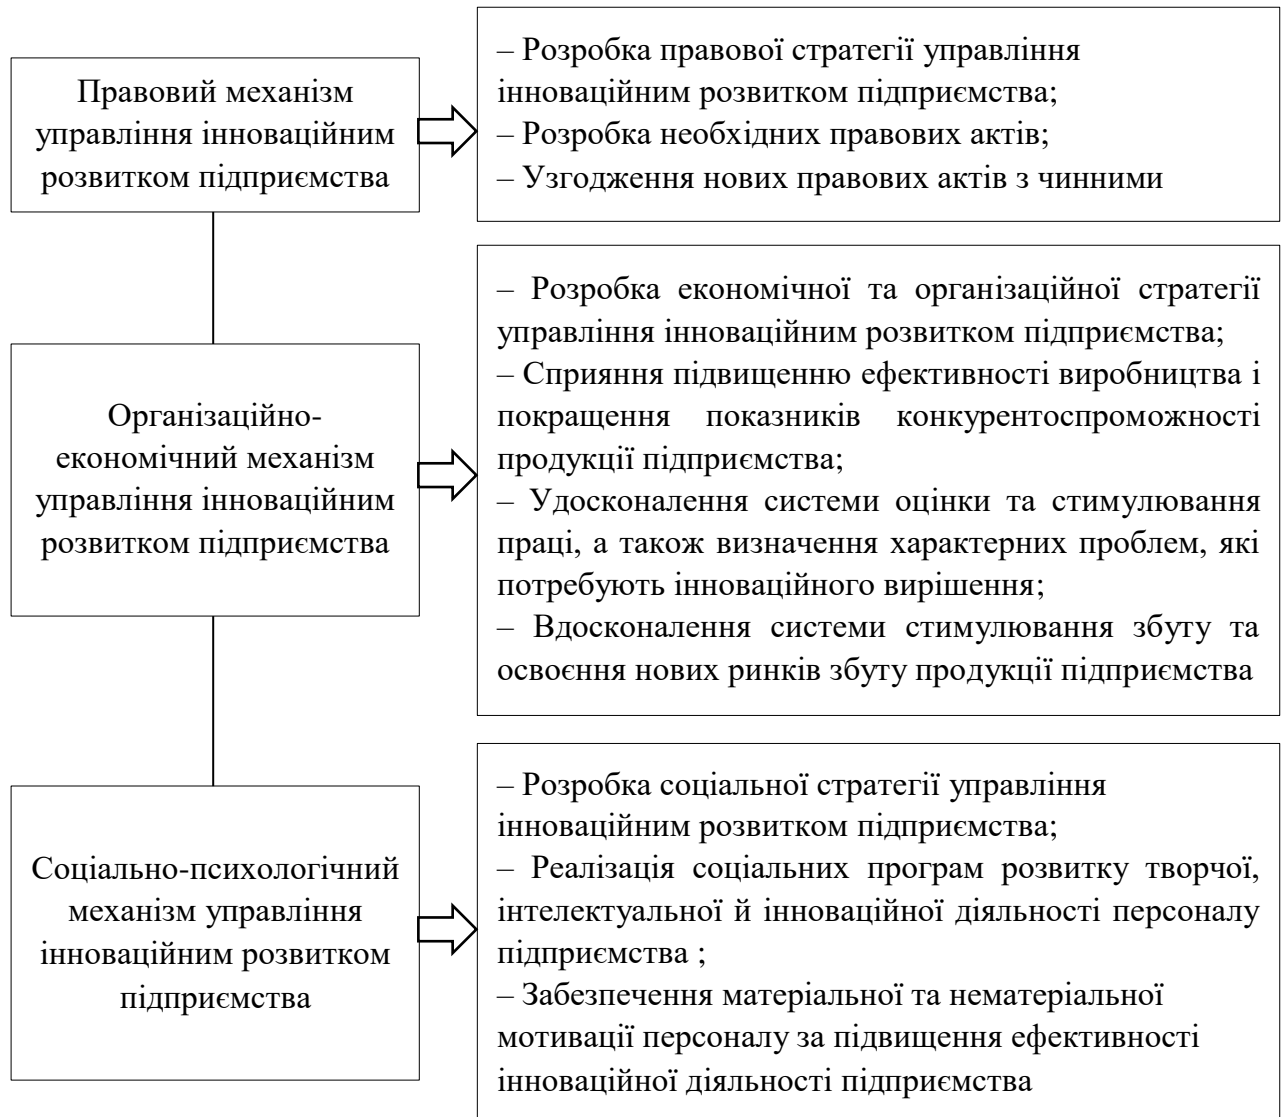 Правовий механізм
управління інноваційним
розвитком підприємства
– Розробка правової стратегії управління
інноваційним розвитком підприємства;
– Розробка необхідних правових актів;
– Узгодження нових правових актів з чинними
Організаційно-
економічний механізм
управління інноваційним
розвитком підприємства
– Розробка економічної та організаційної стратегії
управління інноваційним розвитком підприємства;
– Сприяння підвищенню ефективності виробництва і
покращення показників конкурентоспроможності
продукції підприємства;
– Удосконалення системи оцінки та стимулювання
праці, а також визначення характерних проблем, які
потребують інноваційного вирішення;
– Вдосконалення системи стимулювання збуту та
освоєння нових ринків збуту продукції підприємства
Соціально-психологічний
механізм управління
інноваційним розвитком
підприємства
– Розробка соціальної стратегії управління
інноваційним розвитком підприємства;
– Реалізація соціальних програм розвитку творчої,
інтелектуальної й інноваційної діяльності персоналу
підприємства ;
– Забезпечення матеріальної та нематеріальної
мотивації персоналу за підвищення ефективності
інноваційної діяльності підприємства